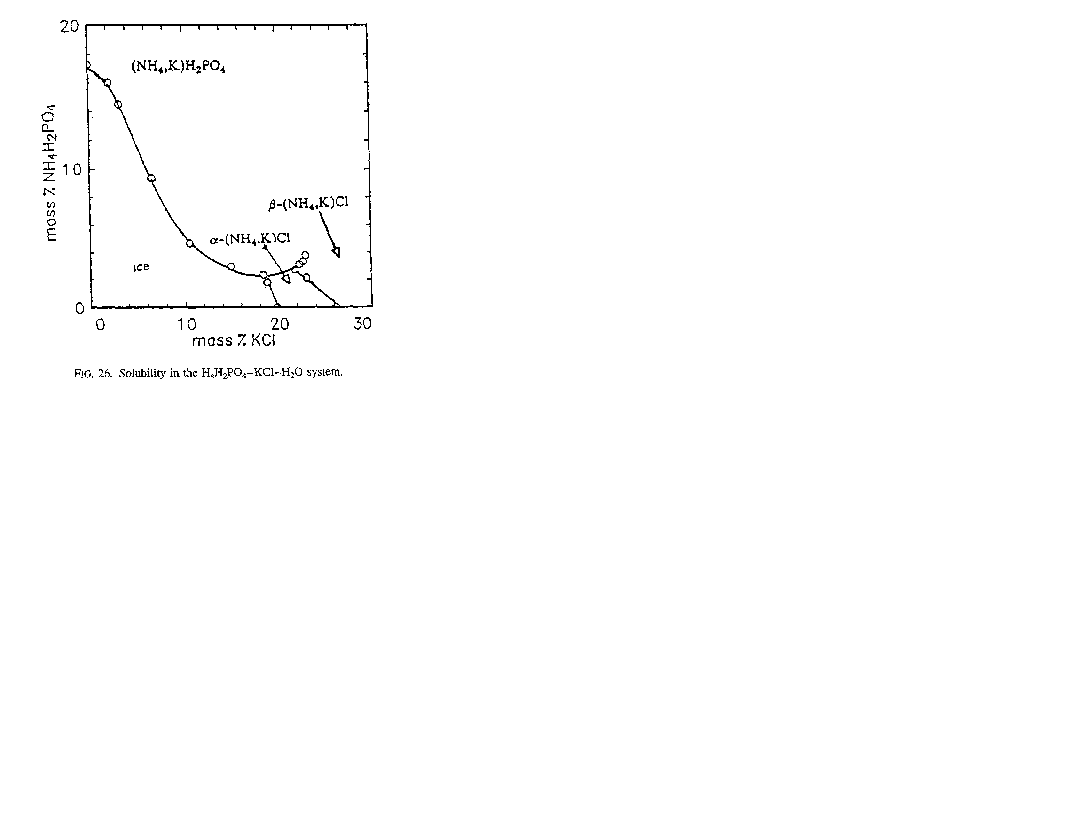 20
(NH₄,K)H₂PO₄
mass % NH₄H₂PO₄
10
β-(NH₄,K)Cl
α-(NH₄,K)Cl
ice
0
0 10 20 30
mass % KCl
FIG. 26. Solubility in the H₄H₂PO₄–KCl–H₂O system.